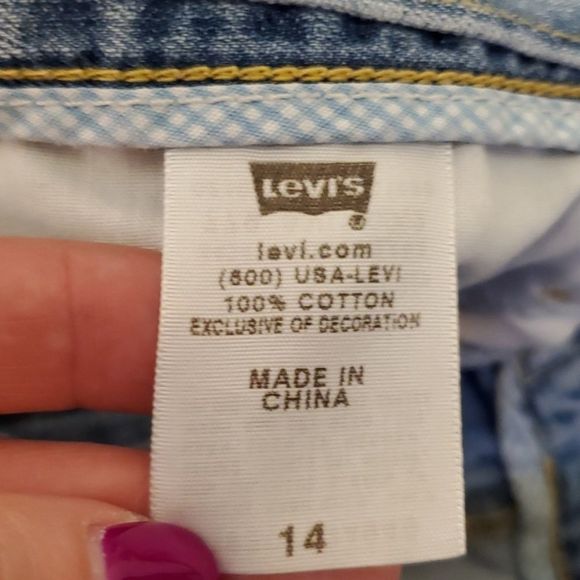 Levi's
levi.com
(800) USA-LEVI
100% COTTON
EXCLUSIVE OF DECORATION
MADE IN
CHINA
14